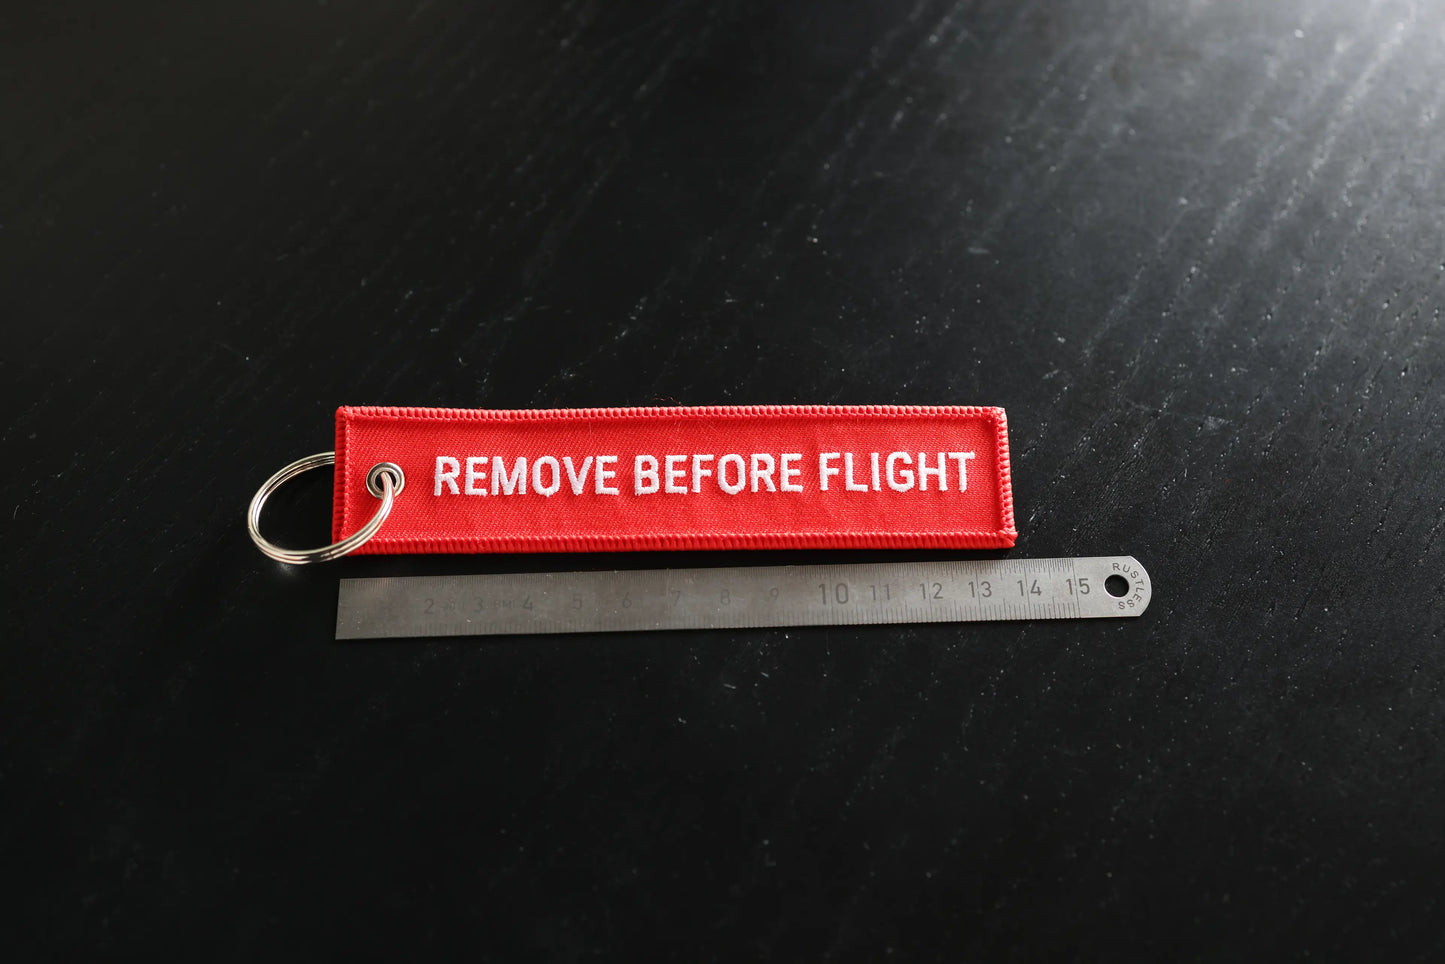 REMOVE BEFORE FLIGHT
2 3 4 5 6 7 8 9 10 11 12 13 14 15
RUSTLESS